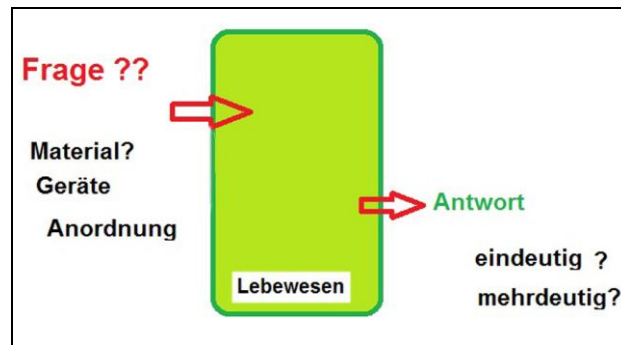 Frage ??
Material?
Geräte
Anordnung
Antwort
eindeutig ?
mehrdeutig?
Lebewesen